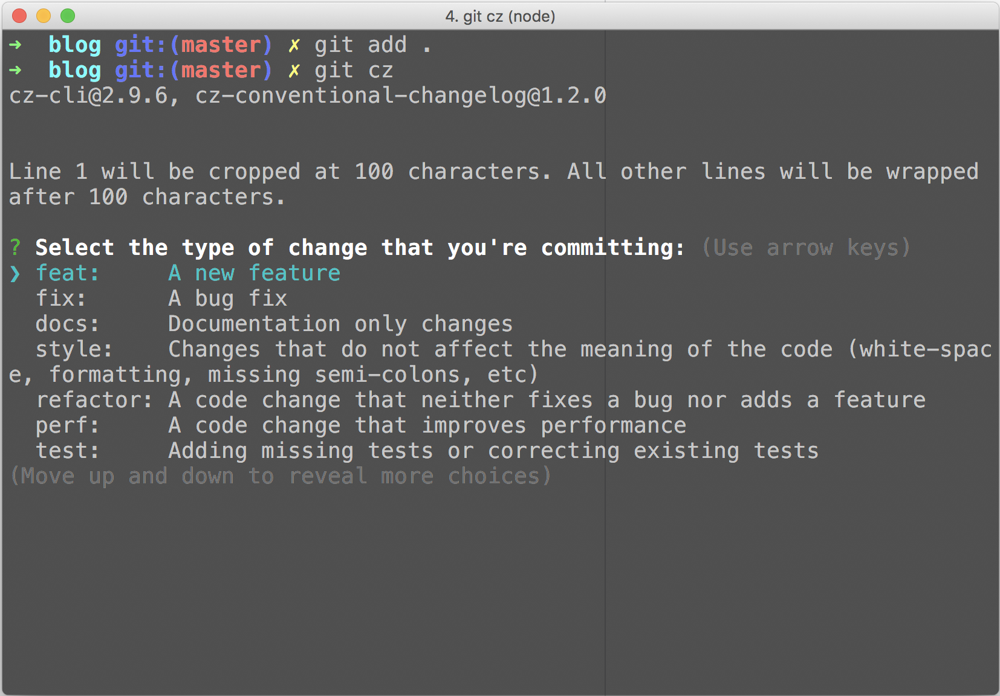 4. git cz (node)
➜  blog git:(master) ✗ git add .
➜  blog git:(master) ✗ git cz
cz-cli@2.9.6, cz-conventional-changelog@1.2.0
Line 1 will be cropped at 100 characters. All other lines will be wrapped
after 100 characters.
? Select the type of change that you're committing: (Use arrow keys)
❯ feat:     A new feature
  fix:      A bug fix
  docs:     Documentation only changes
  style:    Changes that do not affect the meaning of the code (white-spac
e, formatting, missing semi-colons, etc)
  refactor: A code change that neither fixes a bug nor adds a feature
  perf:     A code change that improves performance
  test:     Adding missing tests or correcting existing tests
(Move up and down to reveal more choices)